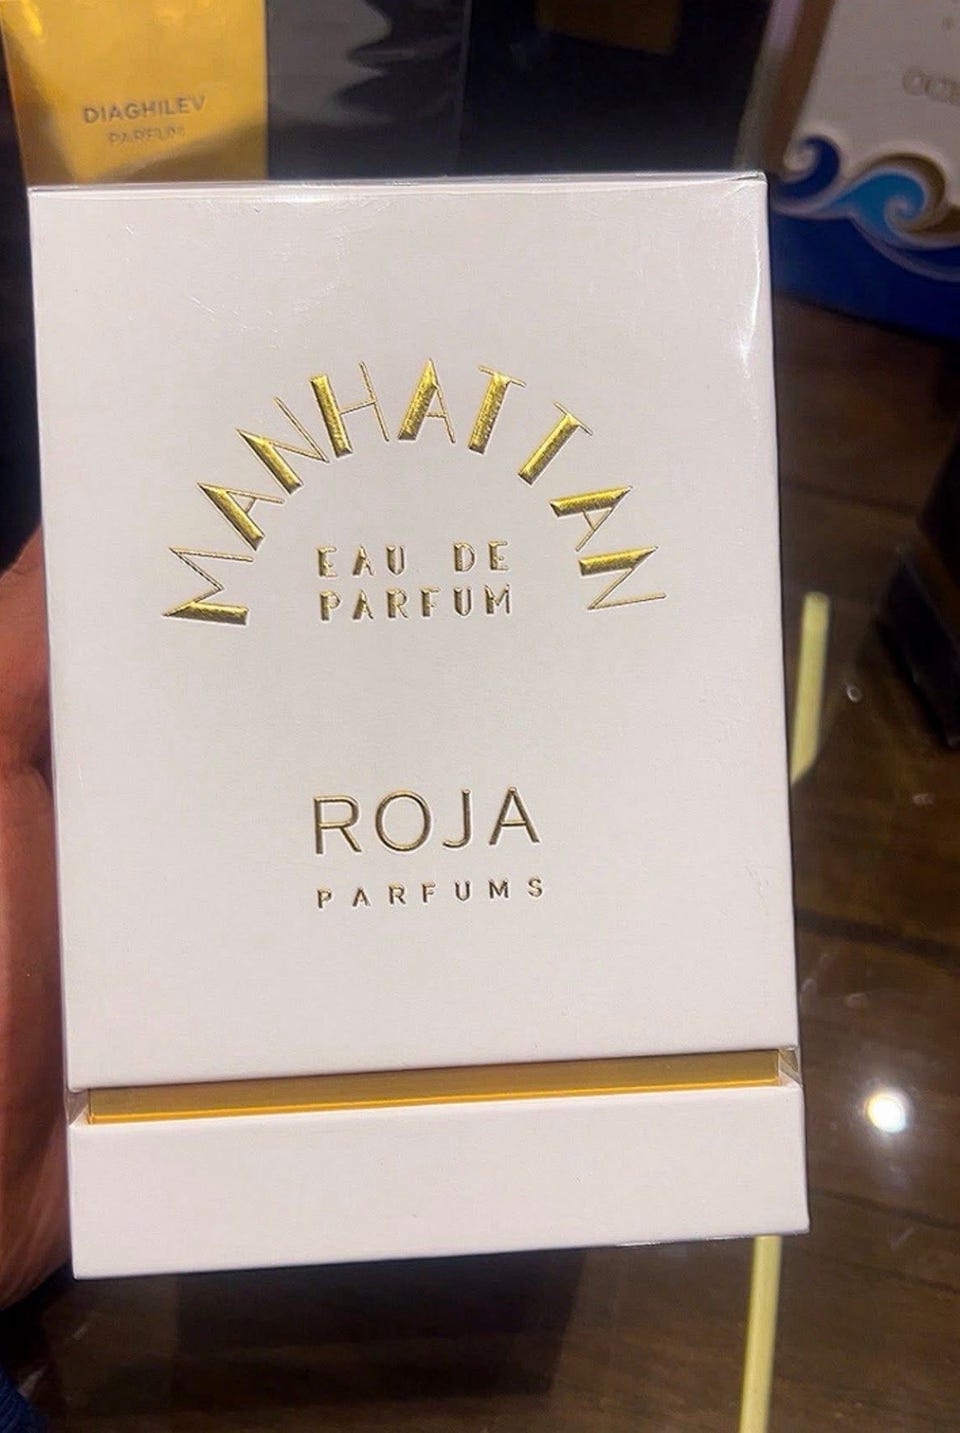 DIAGHILEV
PARFUM
MANHATTAN
EAU DE
PARFUM
ROJA
PARFUMS